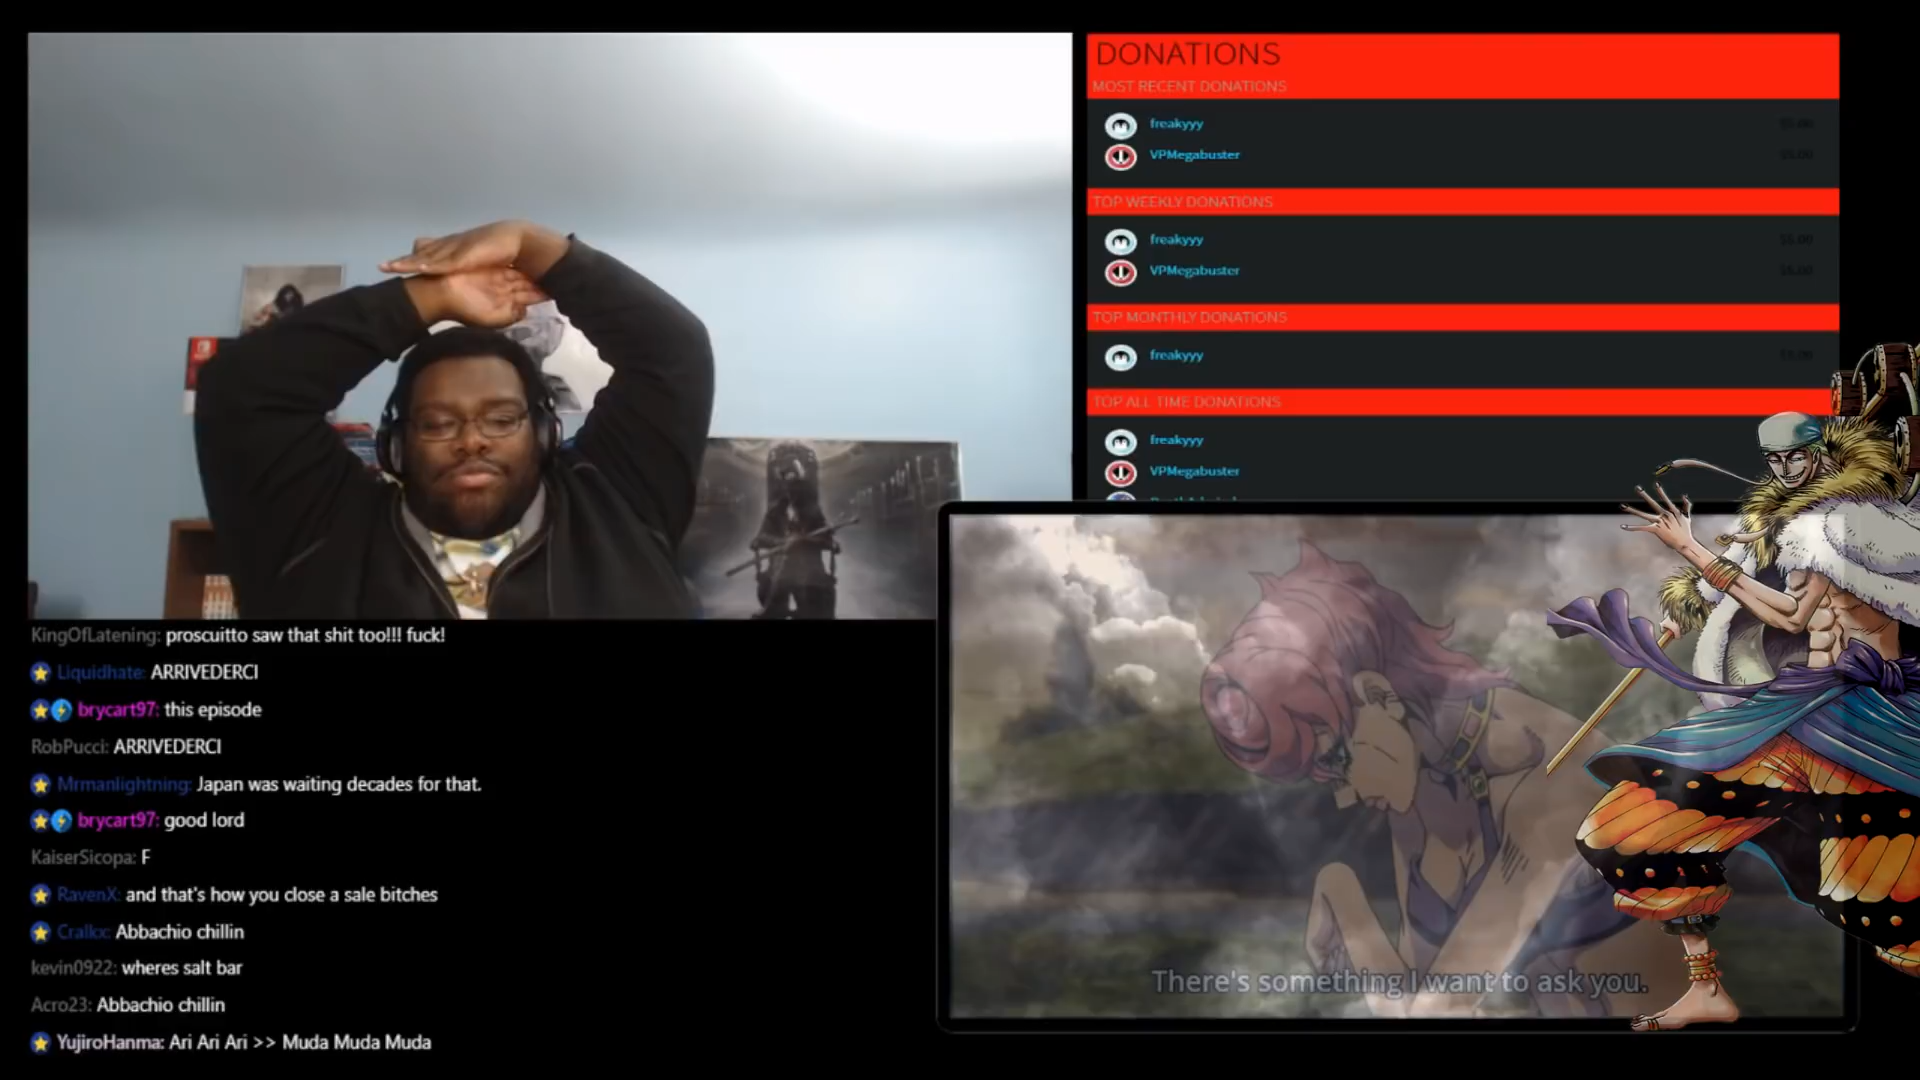 DONATIONS
MOST RECENT DONATIONS
freakyyy
VPMegabuster
TOP WEEKLY DONATIONS
freakyyy $5.00
VPMegabuster $5.00
TOP MONTHLY DONATIONS
freakyyy
TOP ALL TIME DONATIONS
freakyyy
VPMegabuster
KingOfLatening: proscuitto saw that shit too!!! fuck!
Liquidhate: ARRIVEDERCI
brycart97: this episode
RobPucci: ARRIVEDERCI
Mrmanlightning: Japan was waiting decades for that.
brycart97: good lord
KaiserSicopa: F
RavenX: and that's how you close a sale bitches
Cralkx: Abbachio chillin
kevin0922: wheres salt bar
Acro23: Abbachio chillin
YujiroHanma: Ari Ari Ari >> Muda Muda Muda
There's something I want to ask you.